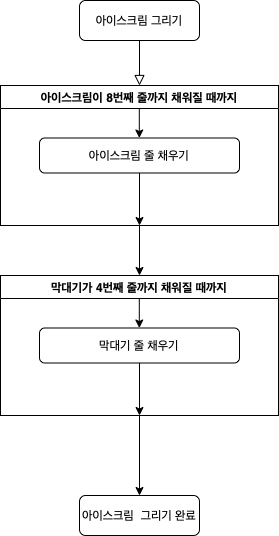 아이스크림 그리기
아이스크림이 8번째 줄까지 채워질 때까지
아이스크림 줄 채우기
막대기가 4번째 줄까지 채워질 때까지
막대기 줄 채우기
아이스크림 그리기 완료